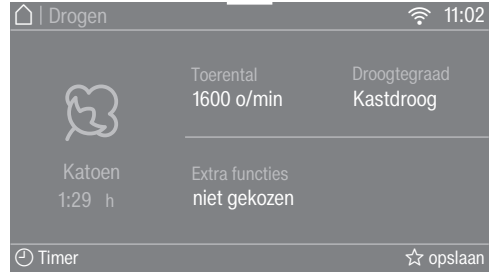 | Drogen 11:02
Toerental Droogtegraad
1600 o/min Kastdroog
Katoen Extra functies
1:29 h niet gekozen
Timer opslaan